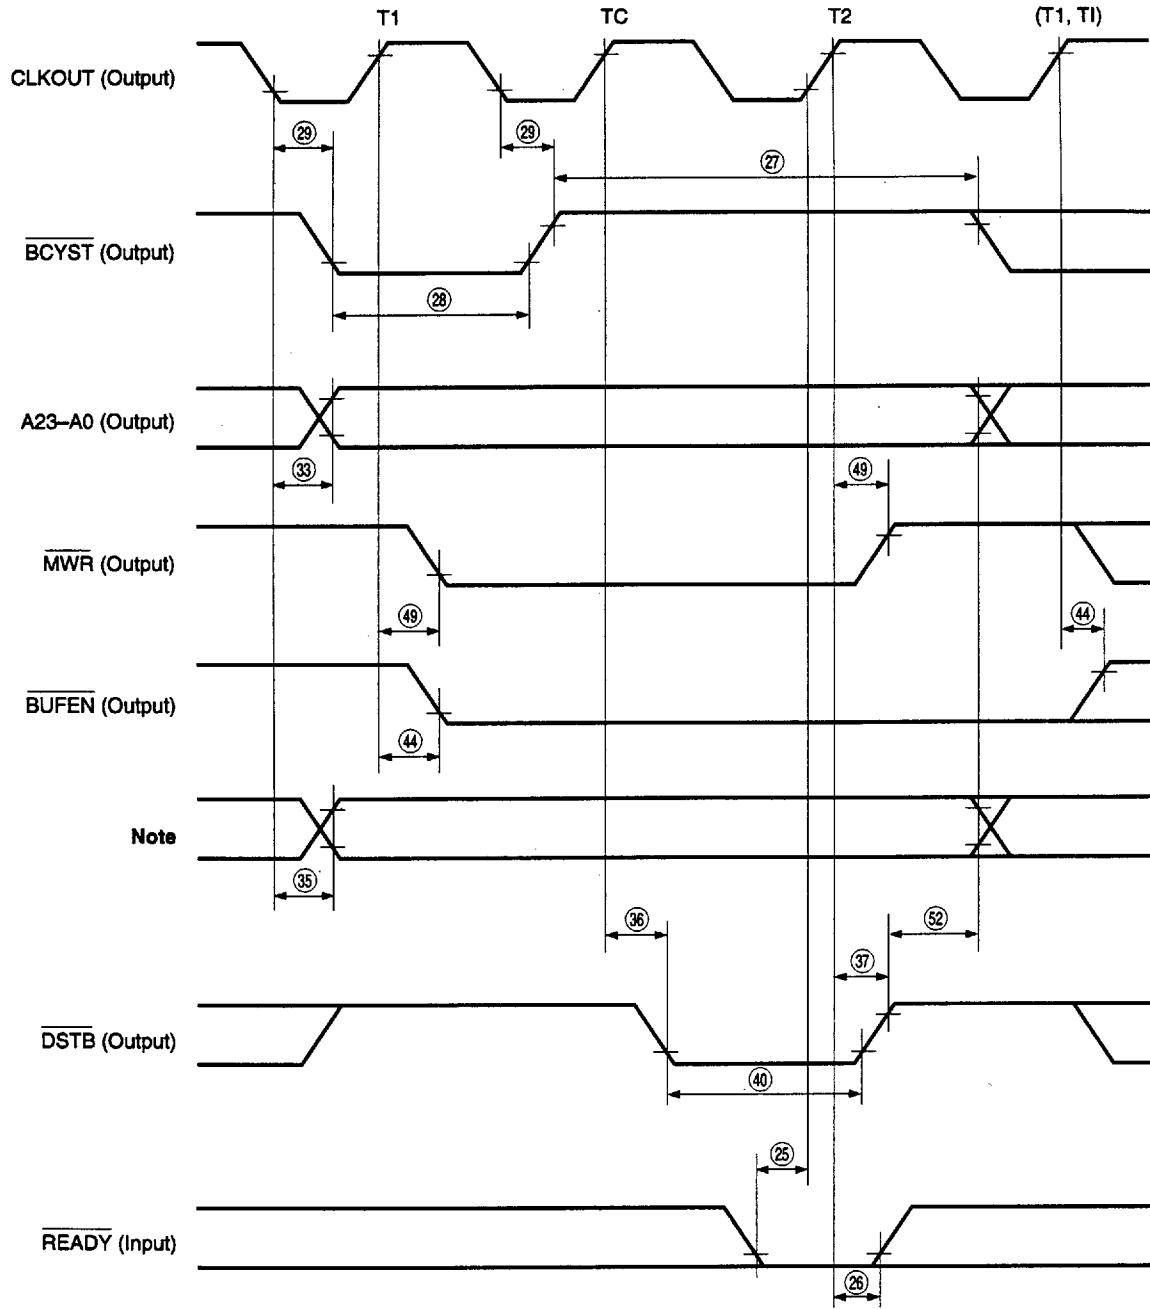 T1 TC T2 (T1, TI)
CLKOUT (Output)
29 29
27
BCYST (Output)
28
A23–A0 (Output)
33 49
MWR (Output)
49 44
BUFEN (Output)
44
Note
35
36 52
37
DSTB (Output)
40
25
READY (Input)
26